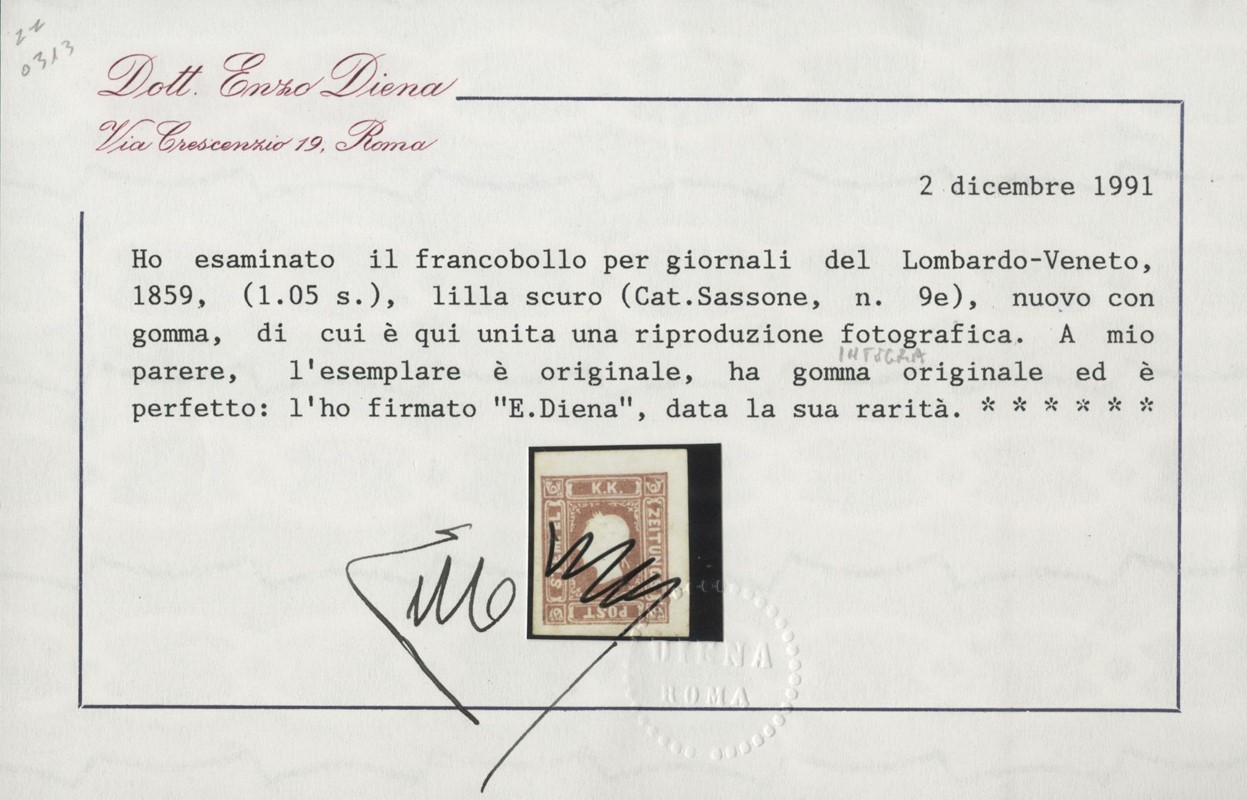 22
0313
Dott. Enzo Diena
Via Crescenzio 19, Roma
2 dicembre 1991
Ho esaminato il francobollo per giornali del Lombardo-Veneto,
1859, (1.05 s.), lilla scuro (Cat.Sassone, n. 9e), nuovo con
gomma, di cui è qui unita una riproduzione fotografica. A mio
INTEGRA
parere, l'esemplare è originale, ha gomma originale ed è
perfetto: l'ho firmato "E.Diena", data la sua rarità. * * * * * *
K.K.
ZEITUNGS
POST
DIENA
ROMA